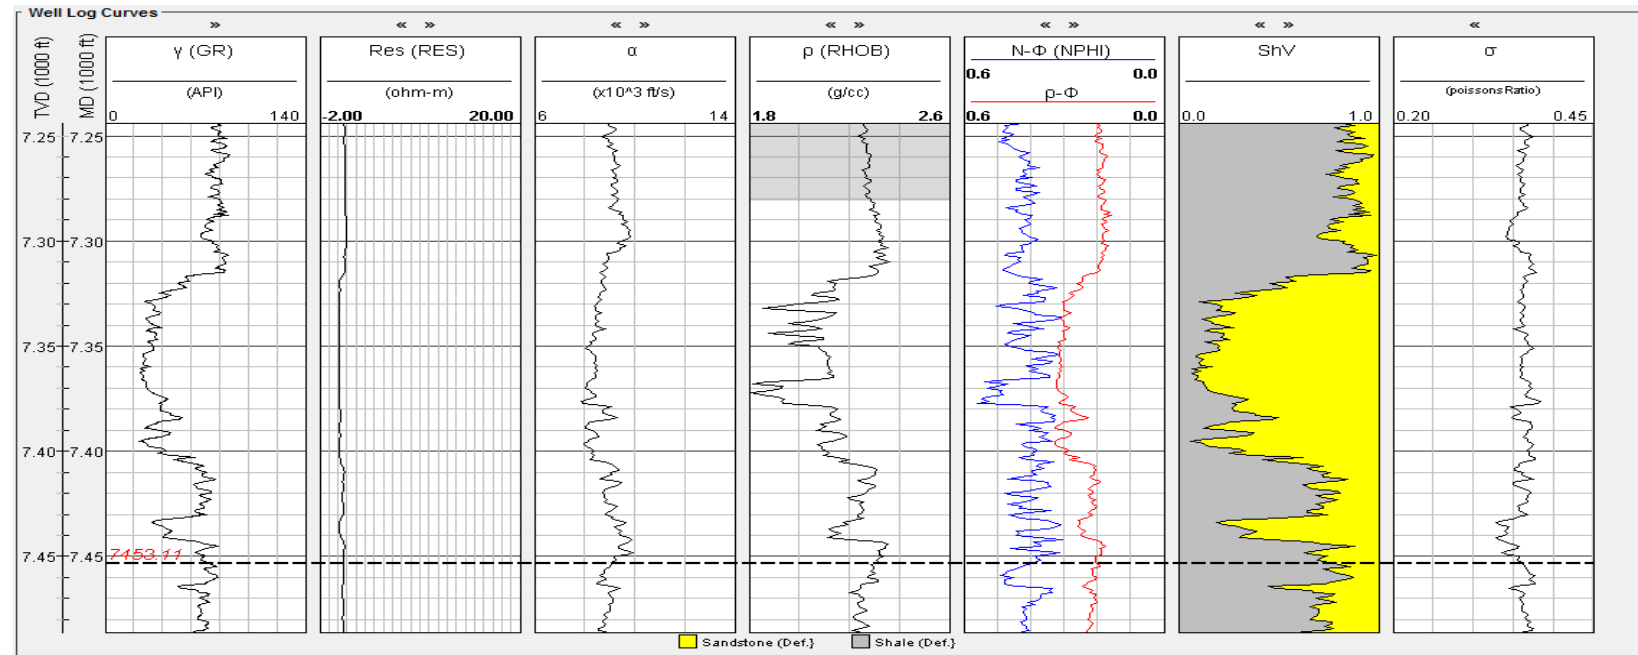 Well Log Curves
» « » « » « » « » « » «
TVD (1000 ft) MD (1000 ft) γ (GR) Res (RES) α ρ (RHOB) N-Φ (NPHI) ShV σ
0.6 0.0
(API) (ohm-m) (x10^3 ft/s) (g/cc) ρ-Φ (poissons Ratio)
0 140 -2.00 20.00 6 14 1.8 2.6 0.6 0.0 0.0 1.0 0.20 0.45
7.25 7.25
7.30 7.30
7.35 7.35
7.40 7.40
7.45 7.45 7453.11
Sandstone (Def.} Shale (Def.}